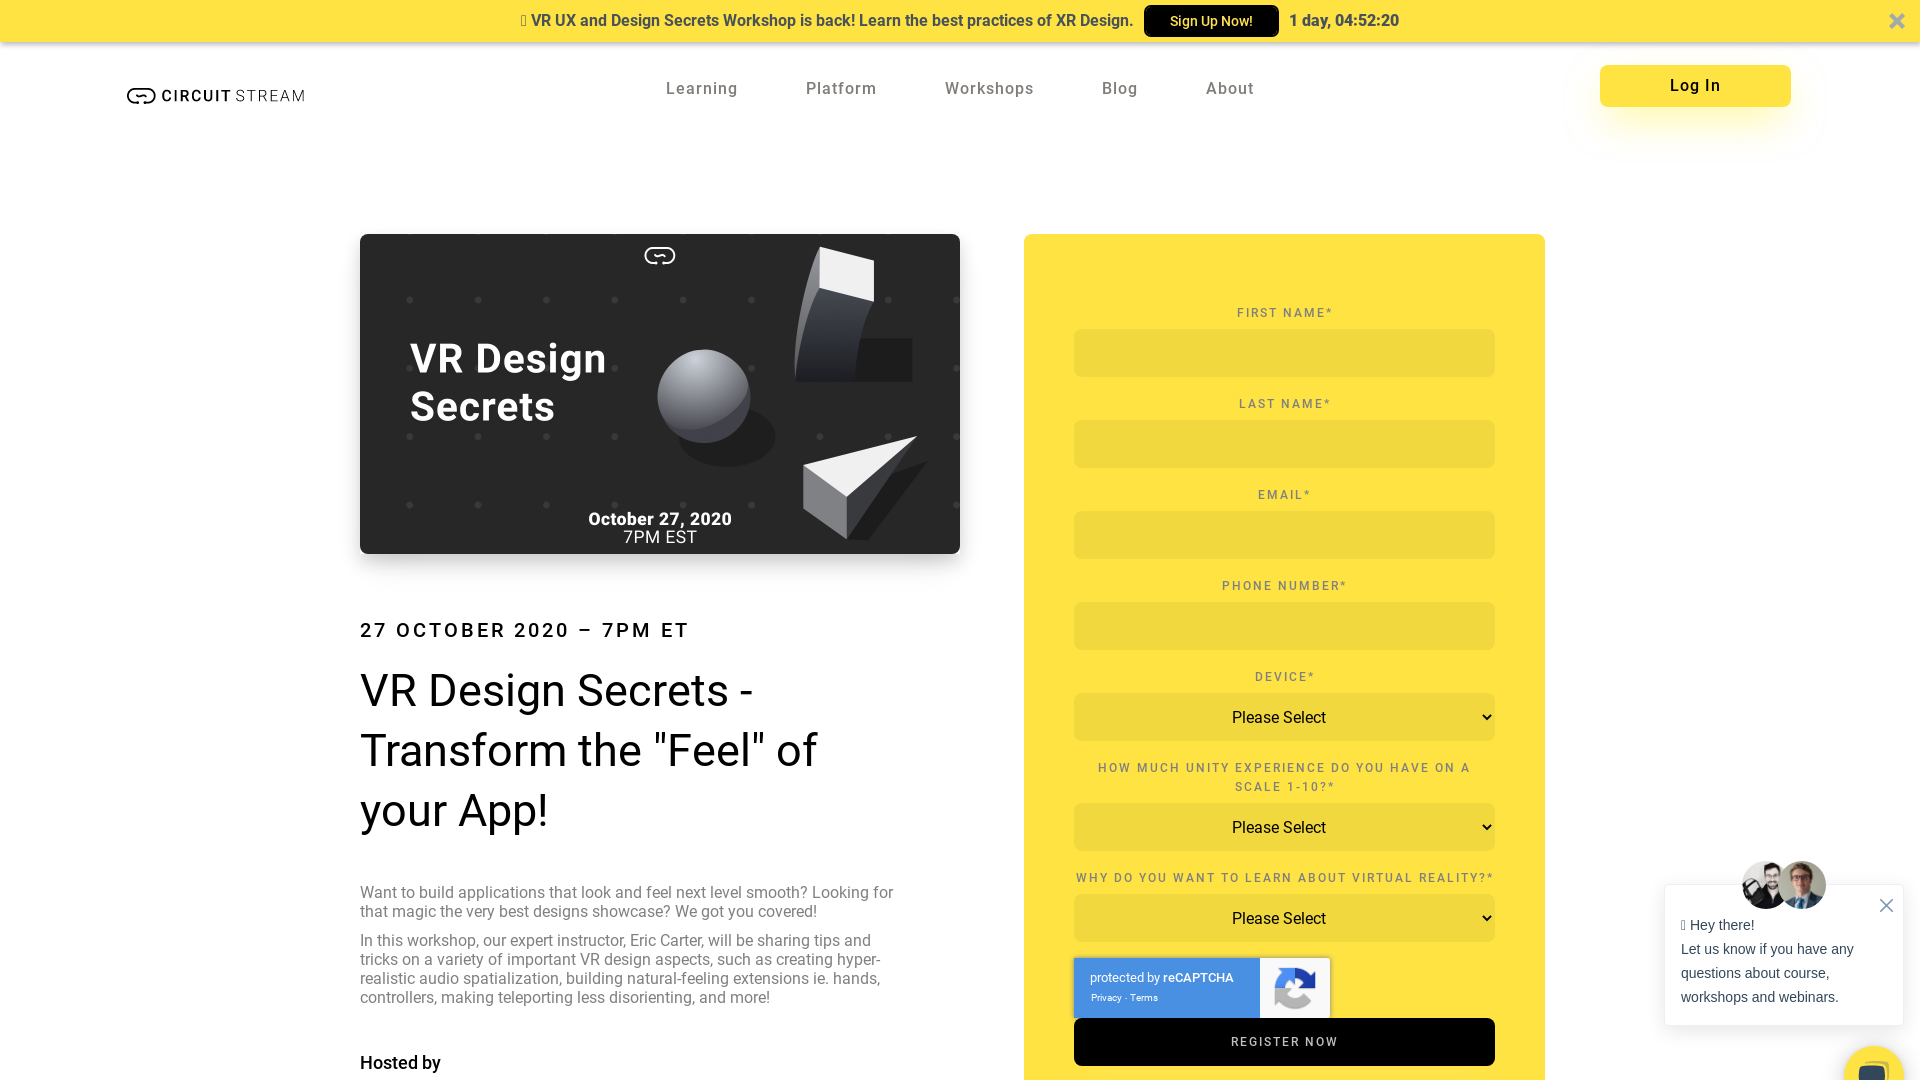 VR UX and Design Secrets Workshop is back! Learn the best practices of XR Design.
Sign Up Now!
1 day, 04:52:20
CIRCUIT STREAM
Learning
Platform
Workshops
Blog
About
Log In
VR Design
Secrets
October 27, 2020
7PM EST
27 OCTOBER 2020 – 7PM ET
VR Design Secrets -
Transform the "Feel" of
your App!
Want to build applications that look and feel next level smooth? Looking for
that magic the very best designs showcase? We got you covered!
In this workshop, our expert instructor, Eric Carter, will be sharing tips and
tricks on a variety of important VR design aspects, such as creating hyper-
realistic audio spatialization, building natural-feeling extensions ie. hands,
controllers, making teleporting less disorienting, and more!
Hosted by
FIRST NAME*
LAST NAME*
EMAIL*
PHONE NUMBER*
DEVICE*
Please Select
HOW MUCH UNITY EXPERIENCE DO YOU HAVE ON A
SCALE 1-10?*
Please Select
WHY DO YOU WANT TO LEARN ABOUT VIRTUAL REALITY?*
Please Select
protected by reCAPTCHA
Privacy - Terms
REGISTER NOW
Hey there!
Let us know if you have any
questions about course,
workshops and webinars.